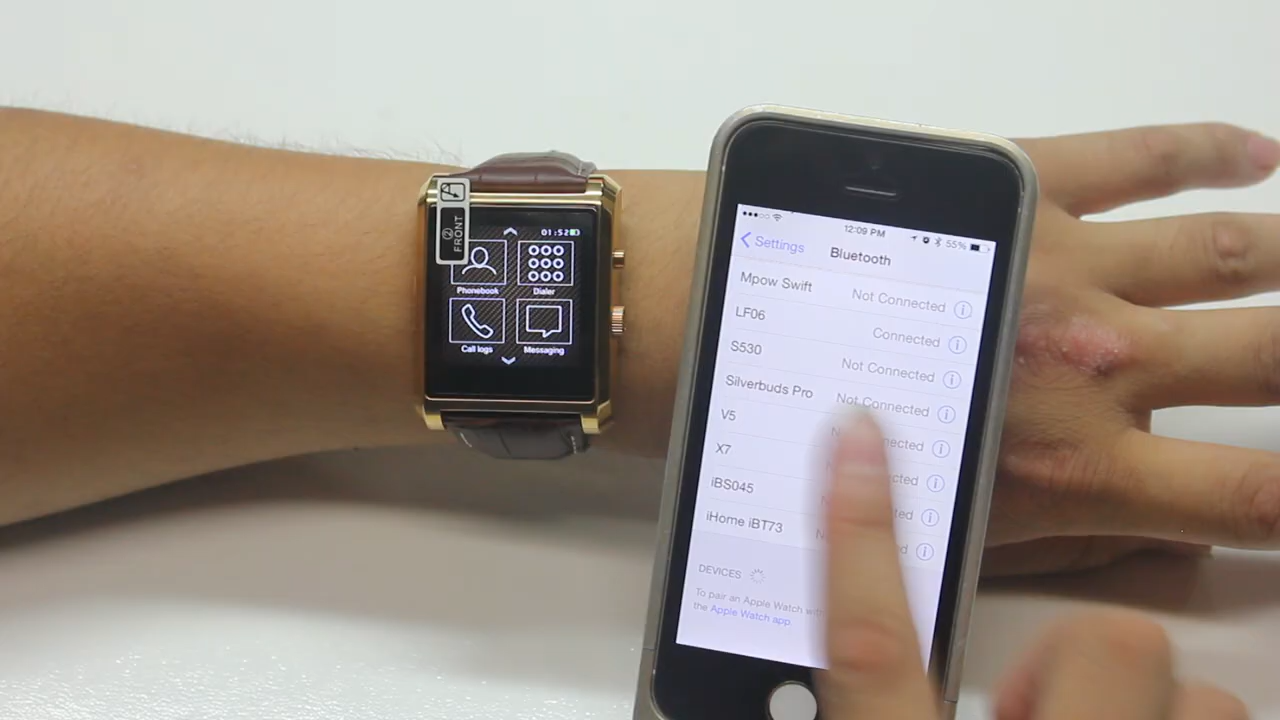 ② FRONT
01:52
Phonebook
Dialer
Call logs
Messaging
12:09 PM
55%
Settings
Bluetooth
Mpow Swift Not Connected
LF06 Connected
S530 Not Connected
Silverbuds Pro Not Connected
V5
X7
iBS045
iHome iBT73
DEVICES
To pair an Apple Watch
the Apple Watch app.